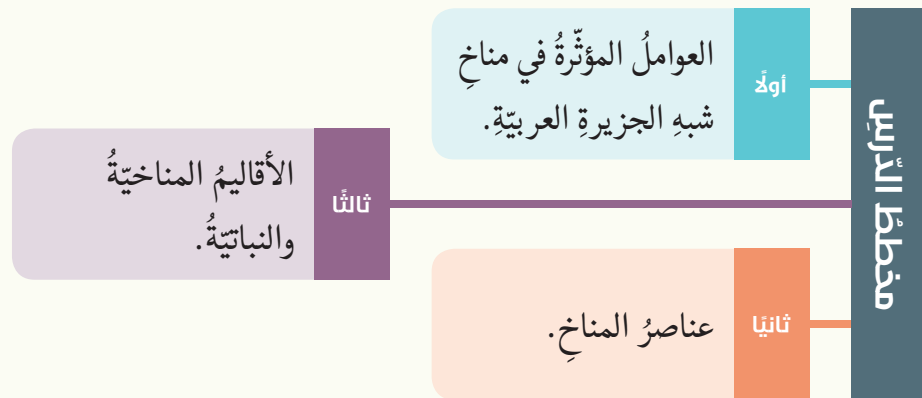 مخططُ الدّرسِ
أولًا
العواملُ المؤثّرةُ في مناخِ
شبهِ الجزيرةِ العربيّةِ.
ثانيًا
عناصرُ المناخِ.
ثالثًا
الأقاليمُ المناخيّةُ
والنباتيّةُ.